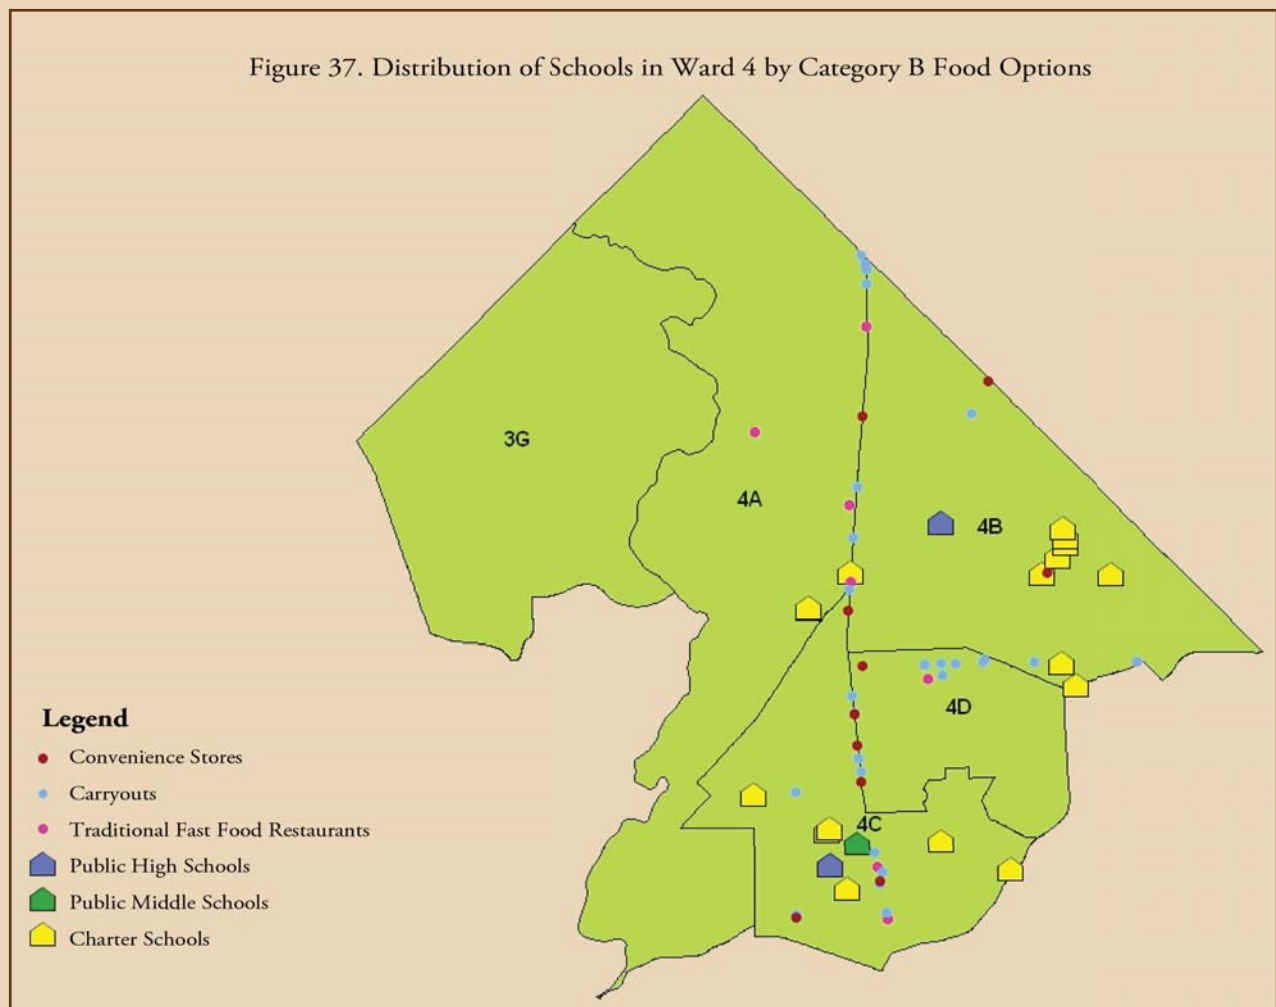 Figure 37. Distribution of Schools in Ward 4 by Category B Food Options
3G
4A
4B
4D
4C
Legend
Convenience Stores
Carryouts
Traditional Fast Food Restaurants
Public High Schools
Public Middle Schools
Charter Schools